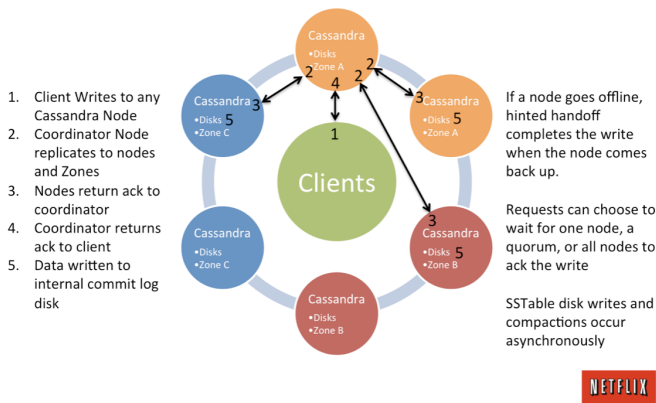 1. Client Writes to any
Cassandra Node
2. Coordinator Node
replicates to nodes
and Zones
3. Nodes return ack to
coordinator
4. Coordinator returns
ack to client
5. Data written to
internal commit log
disk
Cassandra
•Disks
•Zone A
2
4
2
2
Cassandra
•Disks 5
•Zone C
3
Cassandra
•Disks 5
•Zone A
3
1
Clients
Cassandra
•Disks
•Zone C
3
Cassandra
•Disks 5
•Zone B
Cassandra
•Disks
•Zone B
If a node goes offline,
hinted handoff
completes the write
when the node comes
back up.
Requests can choose to
wait for one node, a
quorum, or all nodes to
ack the write
SSTable disk writes and
compactions occur
asynchronously
NETFLIX